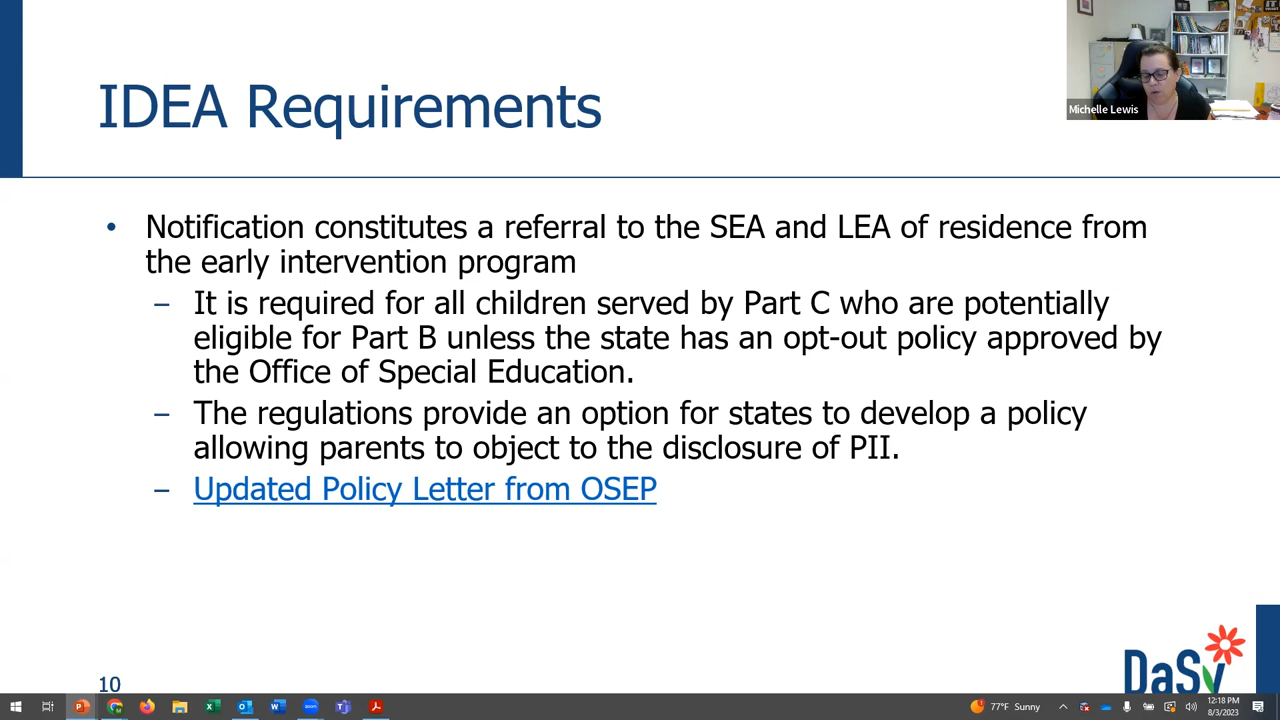 Michelle Lewis
IDEA Requirements
• Notification constitutes a referral to the SEA and LEA of residence from
the early intervention program
– It is required for all children served by Part C who are potentially
eligible for Part B unless the state has an opt-out policy approved by
the Office of Special Education.
– The regulations provide an option for states to develop a policy
allowing parents to object to the disclosure of PII.
– Updated Policy Letter from OSEP
10
DaSy
77°F Sunny
12:18 PM
8/3/2023